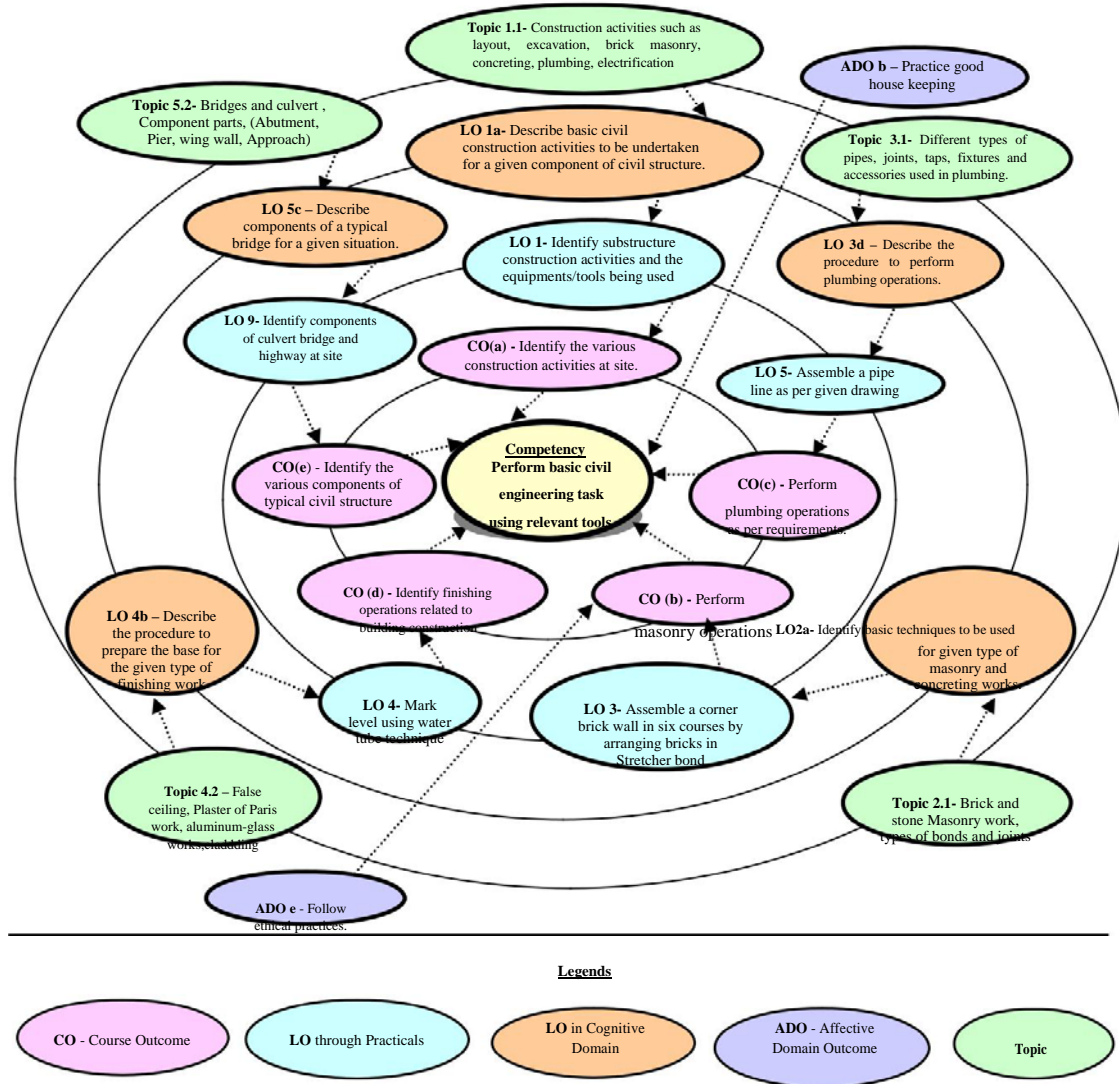 Topic 1.1- Construction activities such as
layout, excavation, brick masonry,
concreting, plumbing, electrification
ADO b – Practice good
house keeping
Topic 5.2- Bridges and culvert ,
Component parts, (Abutment,
Pier, wing wall, Approach)
LO 1a- Describe basic civil
construction activities to be undertaken
for a given component of civil structure.
Topic 3.1- Different types of
pipes, joints, taps, fixtures and
accessories used in plumbing.
LO 5c – Describe
components of a typical
bridge for a given situation.
LO 1- Identify substructure
construction activities and the
equipments/tools being used
LO 3d – Describe the
procedure to perform
plumbing operations.
LO 9- Identify components
of culvert bridge and
highway at site
CO(a) - Identify the various
construction activities at site.
LO 5- Assemble a pipe
line as per given drawing
Competency
Perform basic civil
engineering task
using relevant tools
CO(e) - Identify the
various components of
typical civil structure
CO(c) - Perform
plumbing operations
as per requirements.
CO (d) - Identify finishing
operations related to
building construction
CO (b) - Perform
masonry operations
LO2a- Identify basic techniques to be used
for given type of
masonry and
concreting works.
LO 4b – Describe
the procedure to
prepare the base for
the given type of
finishing work
LO 4- Mark
level using water
tube technique
LO 3- Assemble a corner
brick wall in six courses by
arranging bricks in
Stretcher bond
Topic 4.2 – False
ceiling, Plaster of Paris
work, aluminum-glass
works,claddding
Topic 2.1- Brick and
stone Masonry work,
types of bonds and joints
ADO e - Follow
ethical practices.
Legends
CO - Course Outcome
LO through Practicals
LO in Cognitive
Domain
ADO - Affective
Domain Outcome
Topic